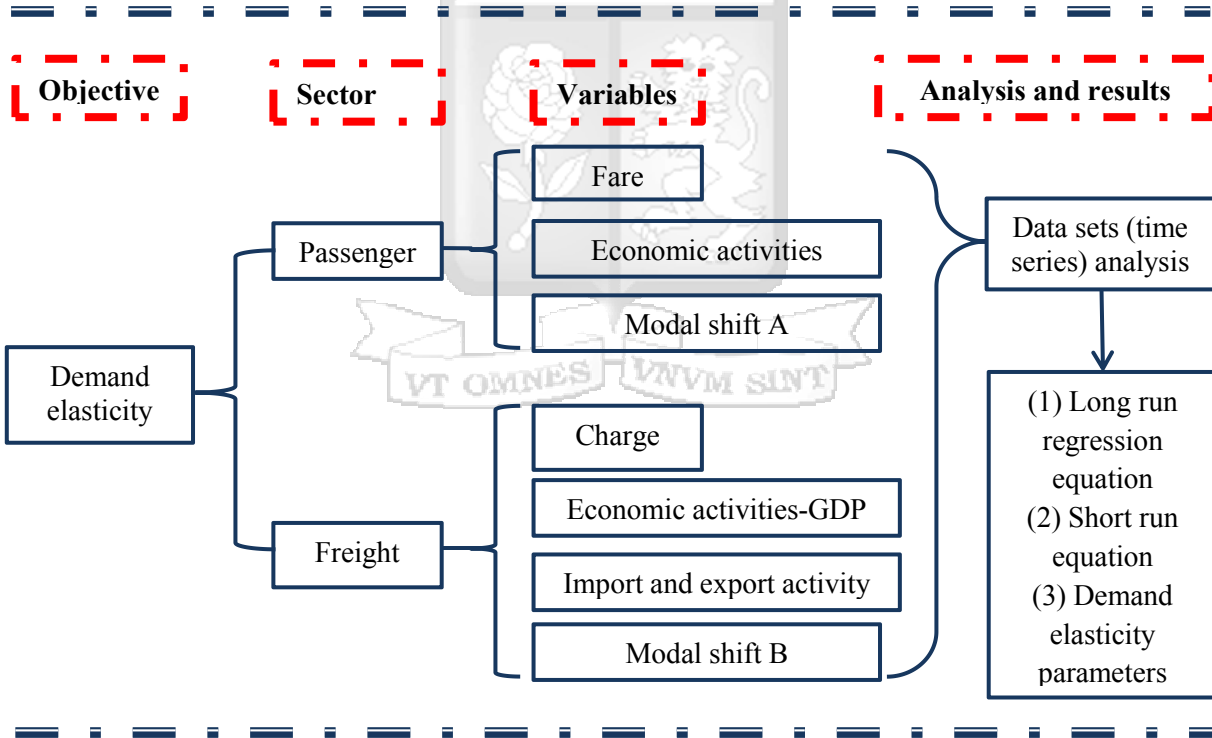 Objective
Sector
Variables
Analysis and results
Fare
Economic activities
Modal shift A
Passenger
Demand
elasticity
Freight
Charge
Economic activities-GDP
Import and export activity
Modal shift B
Data sets (time
series) analysis
(1) Long run
regression
equation
(2) Short run
equation
(3) Demand
elasticity
parameters
VT OMNES VNVM SINT